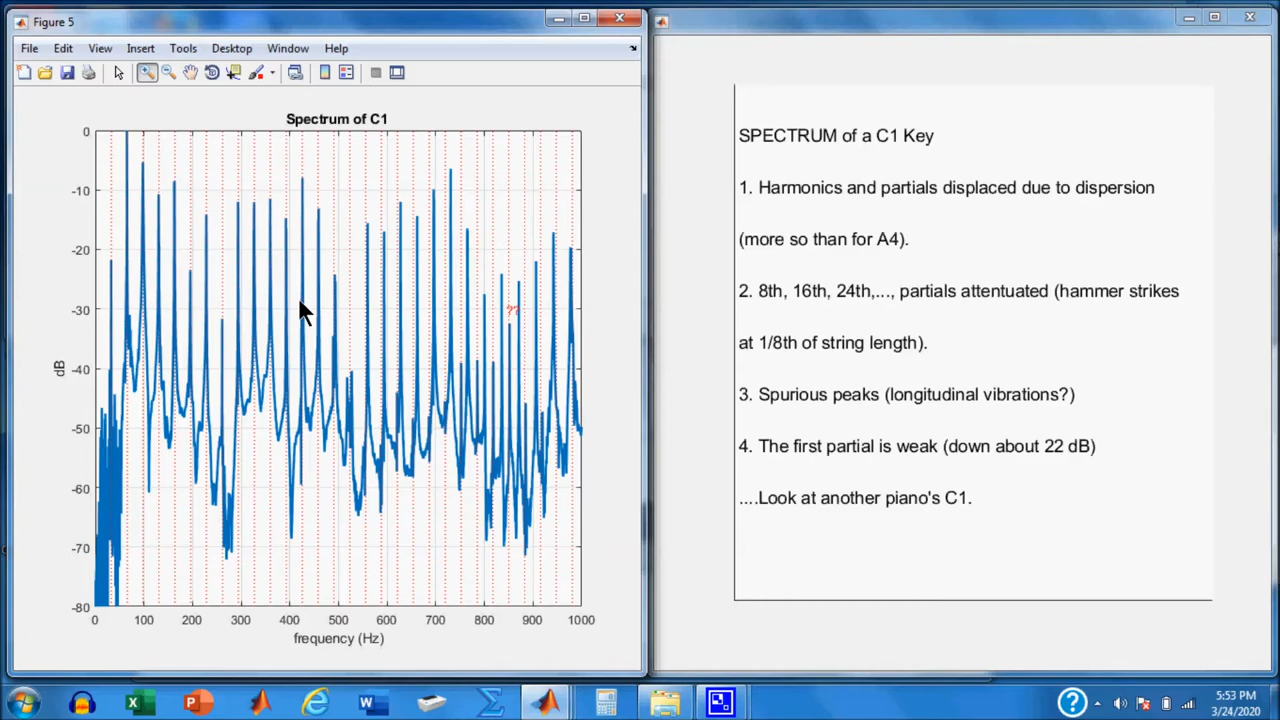 Figure 5
File Edit View Insert Tools Desktop Window Help
Spectrum of C1
0
-10
-20
-30
-40
-50
-60
-70
-80
dB
??
0 100 200 300 400 500 600 700 800 900 1000
frequency (Hz)
SPECTRUM of a C1 Key
1. Harmonics and partials displaced due to dispersion
(more so than for A4).
2. 8th, 16th, 24th,..., partials attentuated (hammer strikes
at 1/8th of string length).
3. Spurious peaks (longitudinal vibrations?)
4. The first partial is weak (down about 22 dB)
....Look at another piano's C1.
5:53 PM
3/24/2020